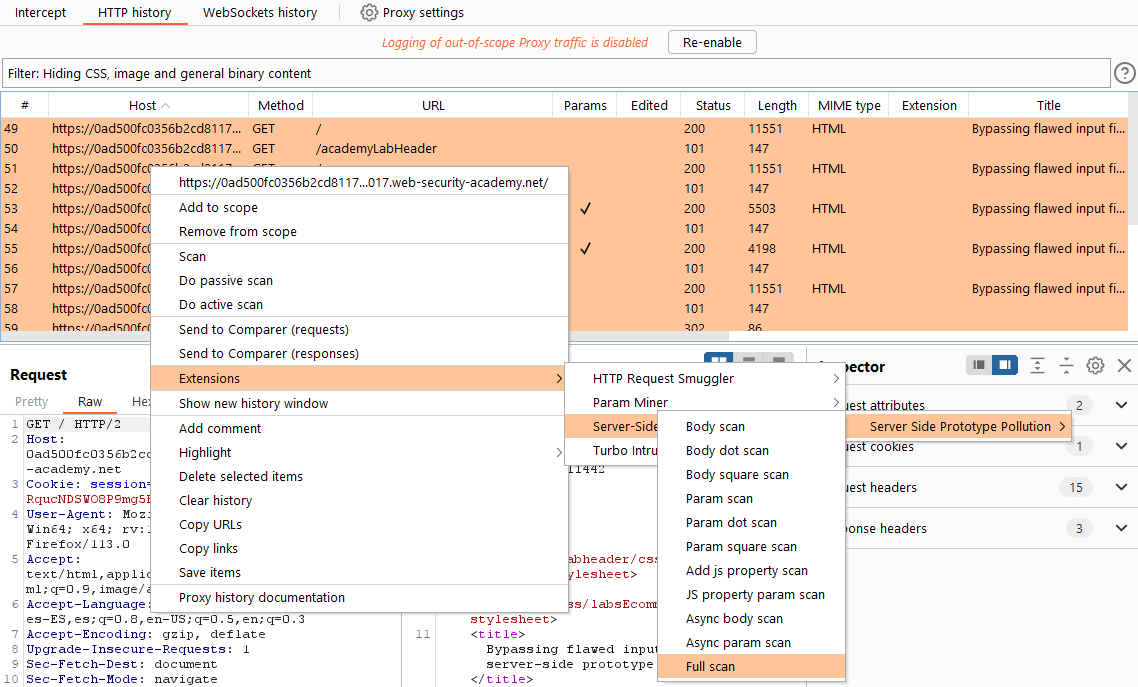 Intercept HTTP history WebSockets history Proxy settings
Logging of out-of-scope Proxy traffic is disabled Re-enable
Filter: Hiding CSS, image and general binary content
# Host Method URL Params Edited Status Length MIME type Extension Title
49 https://0ad500fc0356b2cd8117... GET / 200 11551 HTML Bypassing flawed input fi...
50 https://0ad500fc0356b2cd8117... GET /academyLabHeader 101 147
51 https://0ad500fc0356b2cd8117... GET 200 11551 HTML Bypassing flawed input fi...
52 https://0ad500fc0 101 147
53 https://0ad500fc0 ✓ 200 5503 HTML Bypassing flawed input fi...
54 https://0ad500fc0 101 147
55 https://0ad500fc0 ✓ 200 4198 HTML Bypassing flawed input fi...
56 https://0ad500fc0 101 147
57 https://0ad500fc0 200 11551 HTML Bypassing flawed input fi...
58 https://0ad500fc0 101 147
59 https://0ad500fc0 302 86
https://0ad500fc0356b2cd8117...017.web-security-academy.net/
Add to scope
Remove from scope
Scan
Do passive scan
Do active scan
Send to Comparer (requests)
Send to Comparer (responses)
Extensions
Show new history window
Add comment
Highlight
Delete selected items
Clear history
Copy URLs
Copy links
Save items
Proxy history documentation
HTTP Request Smuggler
Param Miner
Server-Side
Turbo Intru
Server Side Prototype Pollution
Body scan
Body dot scan
Body square scan
Param scan
Param dot scan
Param square scan
Add js property scan
JS property param scan
Async body scan
Async param scan
Full scan
Request
Pretty Raw He
1 GET / HTTP/2
2 Host:
0ad500fc0356b2cd
-academy.net
3 Cookie: session=
RqucNDSWO8P9mg5
4 User-Agent: Mozi
Win64; x64; rv:1
Firefox/113.0
5 Accept:
text/html,applic
ml;q=0.9,image/a
6 Accept-Language:
es-ES,es;q=0.8,en-US;q=0.5,en;q=0.3
7 Accept-Encoding: gzip, deflate
8 Upgrade-Insecure-Requests: 1
9 Sec-Fetch-Dest: document
10 Sec-Fetch-Mode: navigate
11442
abheader/css
ylesheet>
ss/labsEcomm
stylesheet>
11 <title>
Bypassing flawed input
server-side prototype
</title>
pector
uest attributes 2
uest cookies 1
uest headers 15
ponse headers 3